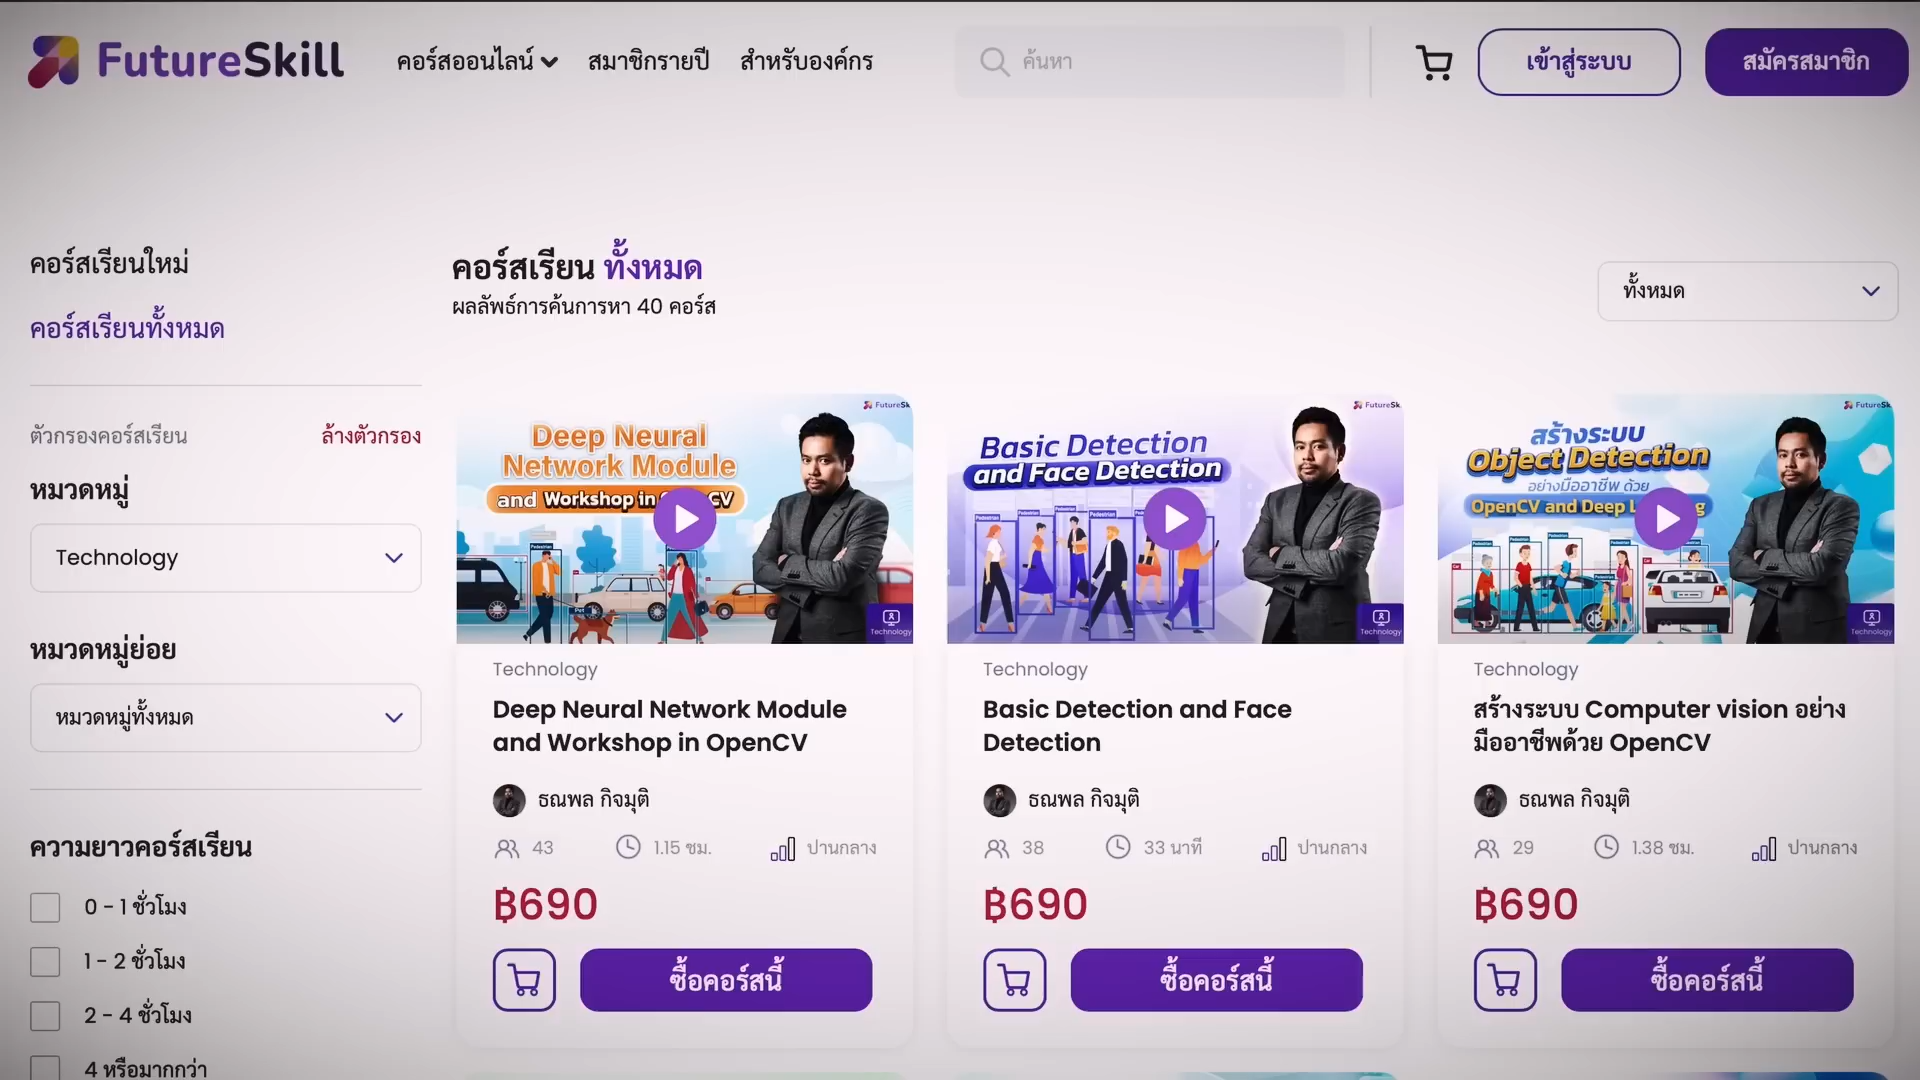 FutureSkill
คอร์สออนไลน์
สมาชิกรายปี
สำหรับองค์กร
ค้นหา
เข้าสู่ระบบ
สมัครสมาชิก
คอร์สเรียนใหม่
คอร์สเรียนทั้งหมด
ตัวกรองคอร์สเรียน
ล้างตัวกรอง
หมวดหมู่
Technology
หมวดหมู่ย่อย
หมวดหมู่ทั้งหมด
ความยาวคอร์สเรียน
0 - 1 ชั่วโมง
1 - 2 ชั่วโมง
2 - 4 ชั่วโมง
4 หรือมากกว่า
คอร์สเรียน ทั้งหมด
ผลลัพธ์การค้นการหา 40 คอร์ส
ทั้งหมด
Deep Neural
Network Module
and Workshop in CV
Technology
Technology
Deep Neural Network Module
and Workshop in OpenCV
ธณพล กิจมุติ
43
1.15 ชม.
ปานกลาง
฿690
ซื้อคอร์สนี้
Basic Detection
and Face Detection
Technology
Technology
Basic Detection and Face
Detection
ธณพล กิจมุติ
38
33 นาที
ปานกลาง
฿690
ซื้อคอร์สนี้
สร้างระบบ
Object Detection
อย่างมืออาชีพ ด้วย
OpenCV and Deep
Technology
Technology
สร้างระบบ Computer vision อย่าง
มืออาชีพด้วย OpenCV
ธณพล กิจมุติ
29
1.38 ชม.
ปานกลาง
฿690
ซื้อคอร์สนี้